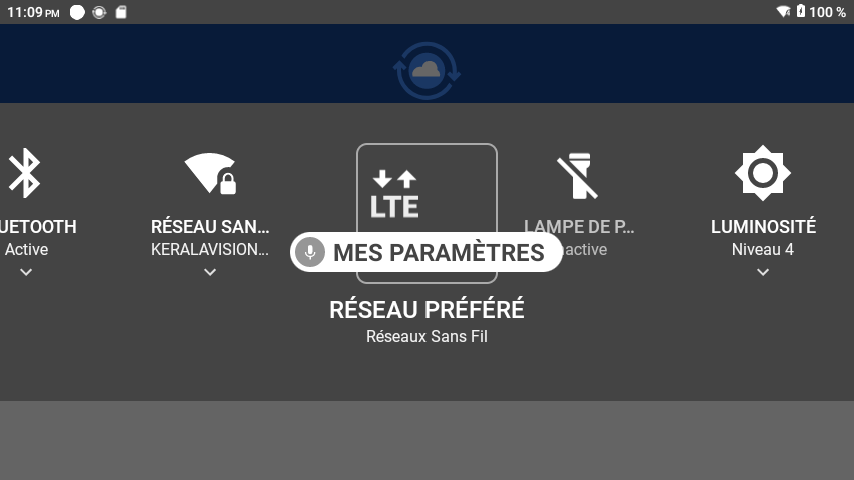 11:09 PM
100 %
UETOOTH
Active
RÉSEAU SAN...
KERALAVISION...
LTE
LAMPE DE P...
active
LUMINOSITÉ
Niveau 4
MES PARAMÈTRES
RÉSEAU PRÉFÉRÉ
Réseaux Sans Fil